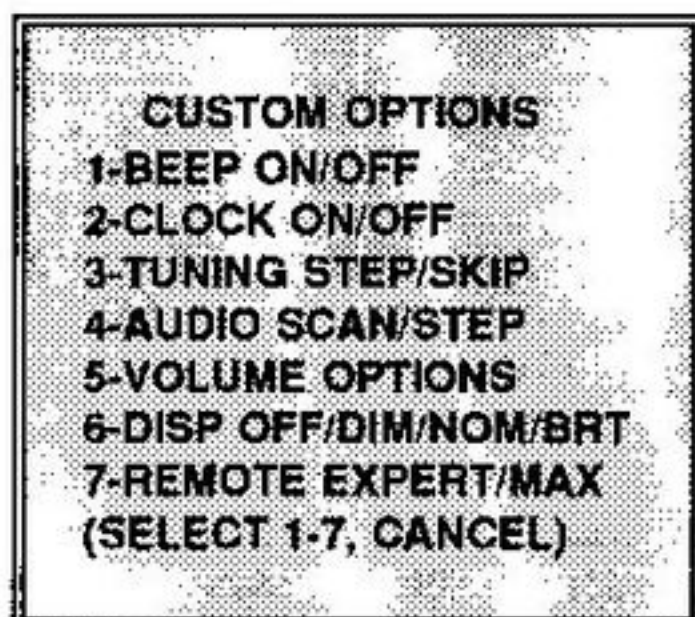 CUSTOM OPTIONS
1-BEEP ON/OFF
2-CLOCK ON/OFF
3-TUNING STEP/SKIP
4-AUDIO SCAN/STEP
5-VOLUME OPTIONS
6-DISP OFF/DIM/NOM/BRT
7-REMOTE EXPERT/MAX
(SELECT 1-7, CANCEL)